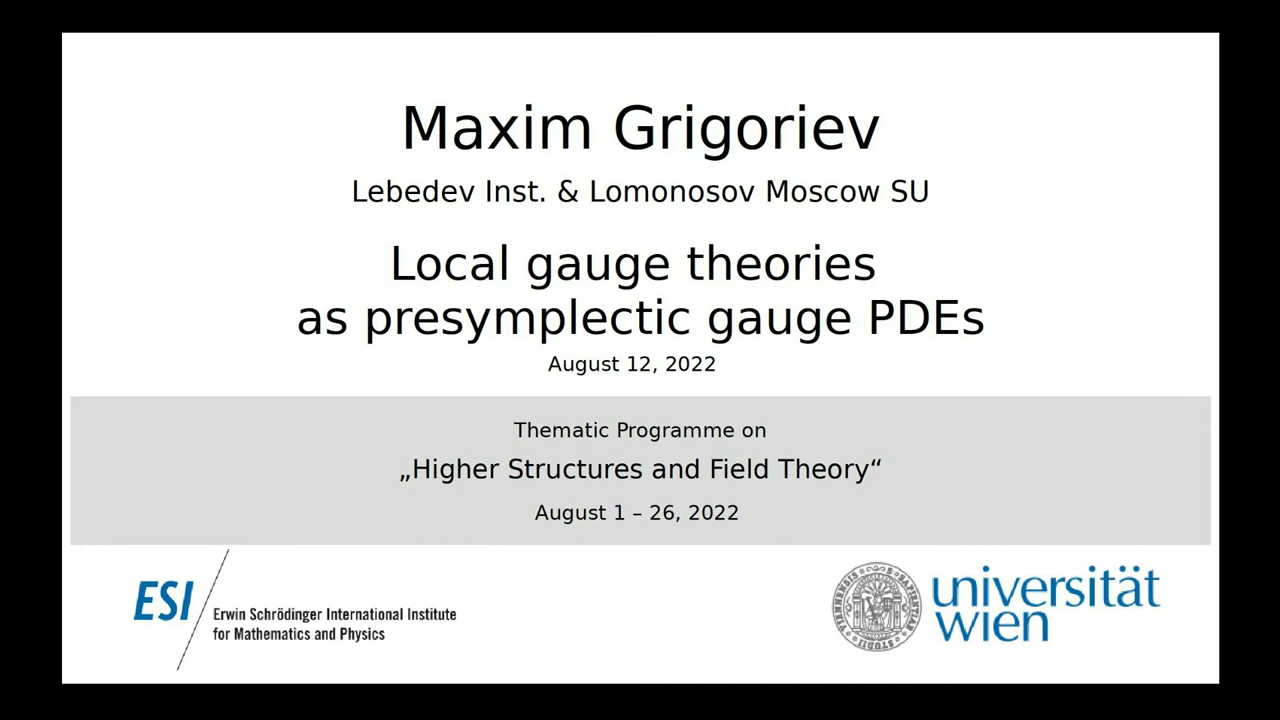 Maxim Grigoriev
Lebedev Inst. & Lomonosov Moscow SU
Local gauge theories
as presymplectic gauge PDEs
August 12, 2022
Thematic Programme on
„Higher Structures and Field Theory“
August 1 – 26, 2022
ESI
Erwin Schrödinger International Institute
for Mathematics and Physics
universität
wien